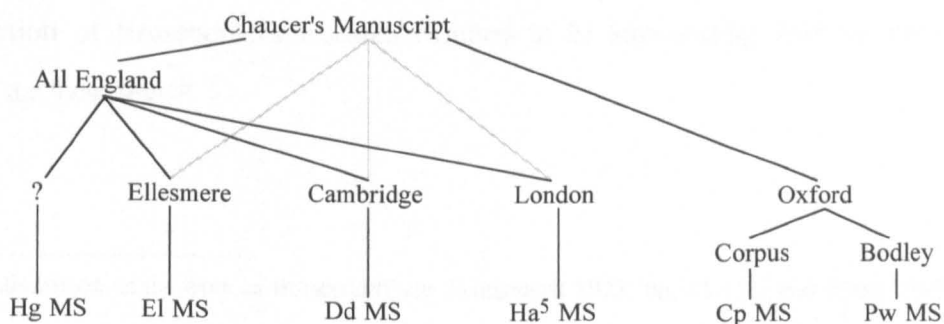 Chaucer's Manuscript
All England
? Ellesmere Cambridge London Oxford
Corpus Bodley
Hg MS El MS Dd MS Ha⁵ MS Cp MS Pw MS